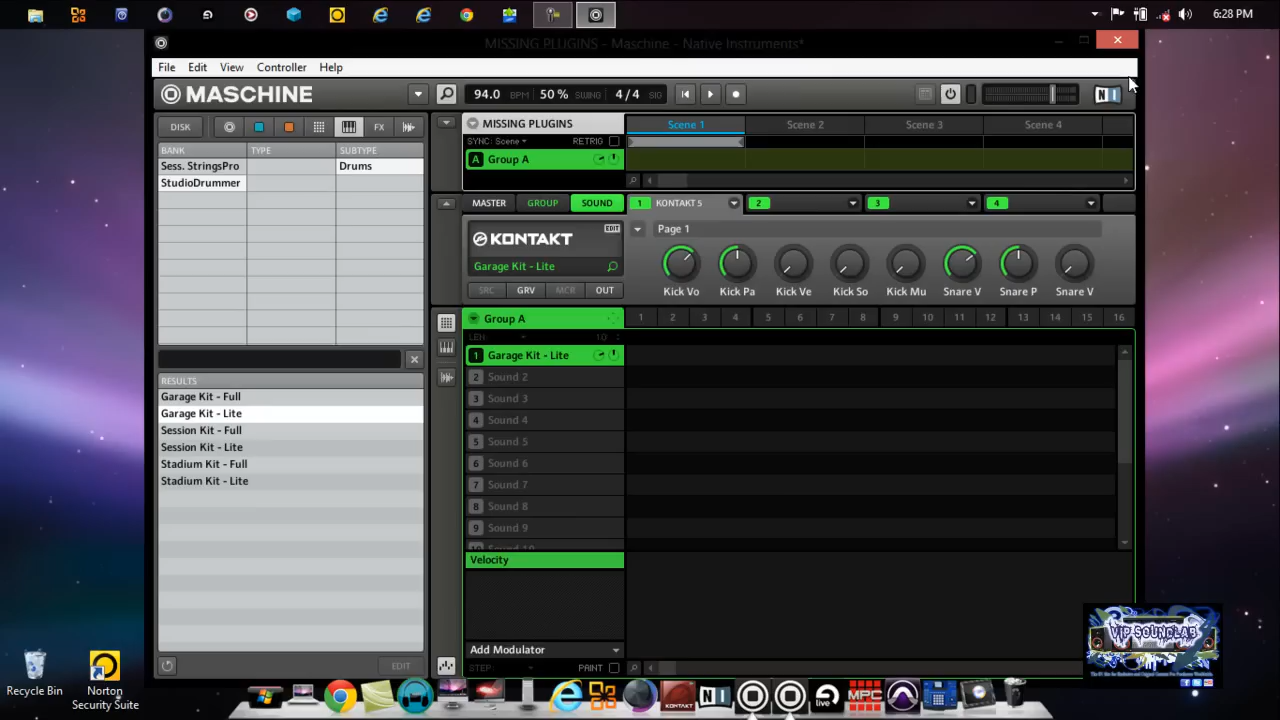 6:28 PM
MISSING PLUGINS - Maschine - Native Instruments*
File Edit View Controller Help
MASCHINE 94.0 BPM 50% SWING 4/4 SIG
DISK FX
MISSING PLUGINS Scene 1 Scene 2 Scene 3 Scene 4
SYNC: Scene RETRIG
BANK TYPE SUBTYPE
Sess. StringsPro Drums
StudioDrummer
A Group A
MASTER GROUP SOUND 1 KONTAKT 5 2 3 4
KONTAKT EDIT
Page 1
Garage Kit - Lite
SRC GRV MCR OUT
Kick Vo Kick Pa Kick Ve Kick So Kick Mu Snare V Snare P Snare V
Group A 1 2 3 4 5 6 7 8 9 10 11 12 13 14 15 16
LEN
1 Garage Kit - Lite
2 Sound 2
3 Sound 3
4 Sound 4
5 Sound 5
6 Sound 6
7 Sound 7
8 Sound 8
9 Sound 9
10 Sound 10
RESULTS
Garage Kit - Full
Garage Kit - Lite
Session Kit - Full
Session Kit - Lite
Stadium Kit - Full
Stadium Kit - Lite
Velocity
Add Modulator
EDIT STEP: PRINT
VIP SOUNDLAB
Recycle Bin
Norton Security Suite
KONTAKT NI live MPC